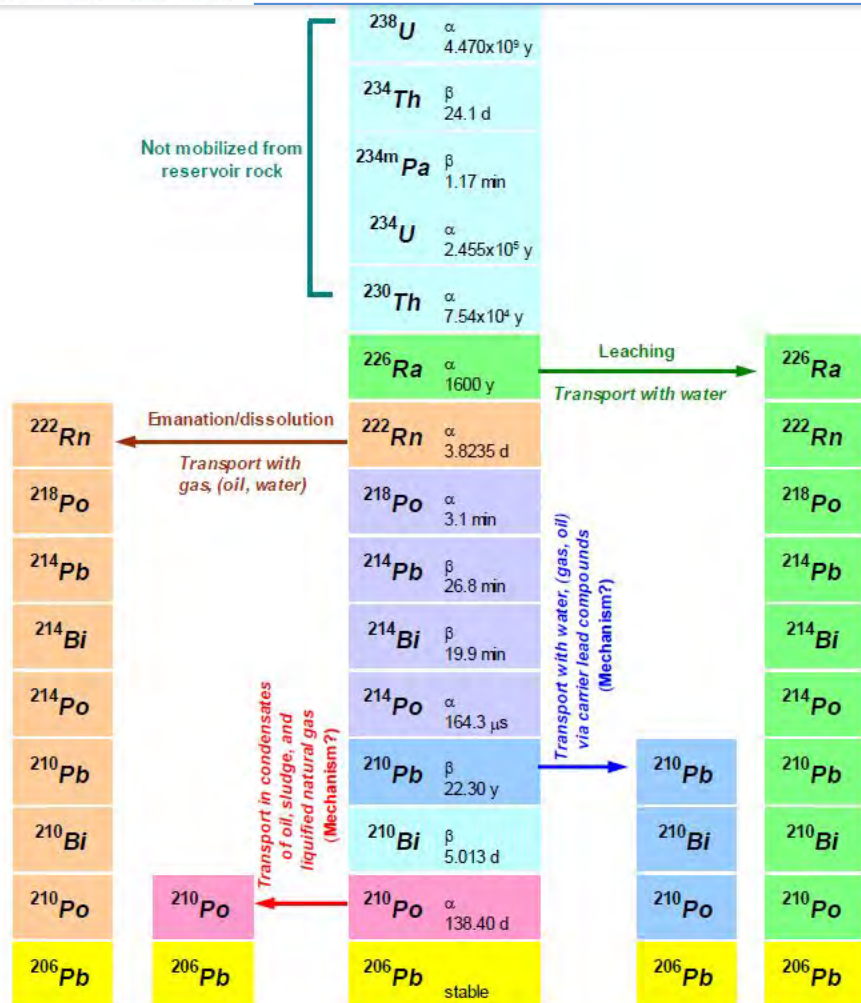 ²³⁸U α
4.470x10⁹ y
²³⁴Th β
24.1 d
Not mobilized from
reservoir rock
²³⁴ᵐPa β
1.17 min
²³⁴U α
2.455x10⁵ y
²³⁰Th α
7.54x10⁴ y
²²⁶Ra α
1600 y
Leaching
Transport with water
²²⁶Ra
²²²Rn
Emanation/dissolution
Transport with
gas, (oil, water)
²²²Rn α
3.8235 d
²²²Rn
²¹⁸Po
²¹⁸Po α
3.1 min
²¹⁸Po
²¹⁴Pb
²¹⁴Pb β
26.8 min
²¹⁴Pb
²¹⁴Bi
²¹⁴Bi β
19.9 min
²¹⁴Bi
Transport with water, (gas, oil)
via carrier lead compounds
(Mechanism?)
²¹⁴Po
²¹⁴Po α
164.3 μs
²¹⁴Po
²¹⁰Pb
²¹⁰Pb β
22.30 y
²¹⁰Pb
²¹⁰Pb
Transport in condensates
of oil, sludge, and
liquified natural gas
(Mechanism?)
²¹⁰Bi
²¹⁰Bi β
5.013 d
²¹⁰Bi
²¹⁰Bi
²¹⁰Po
²¹⁰Po
²¹⁰Po α
138.40 d
²¹⁰Po
²¹⁰Po
²⁰⁶Pb
²⁰⁶Pb
²⁰⁶Pb
stable
²⁰⁶Pb
²⁰⁶Pb